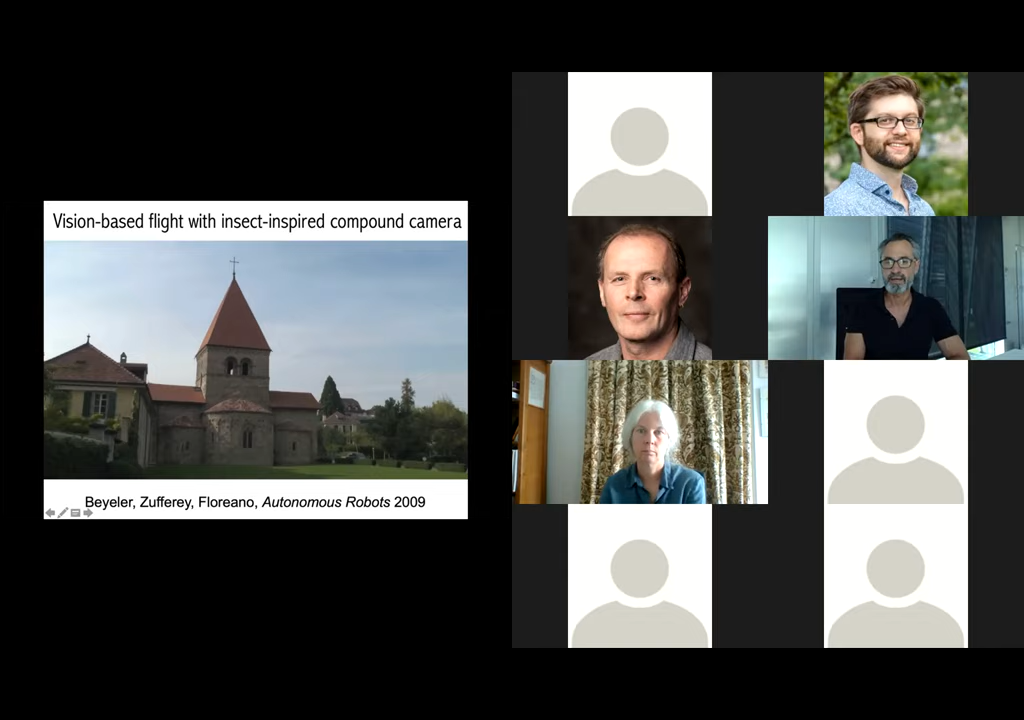 Vision-based flight with insect-inspired compound camera
Beyeler, Zufferey, Floreano, Autonomous Robots 2009